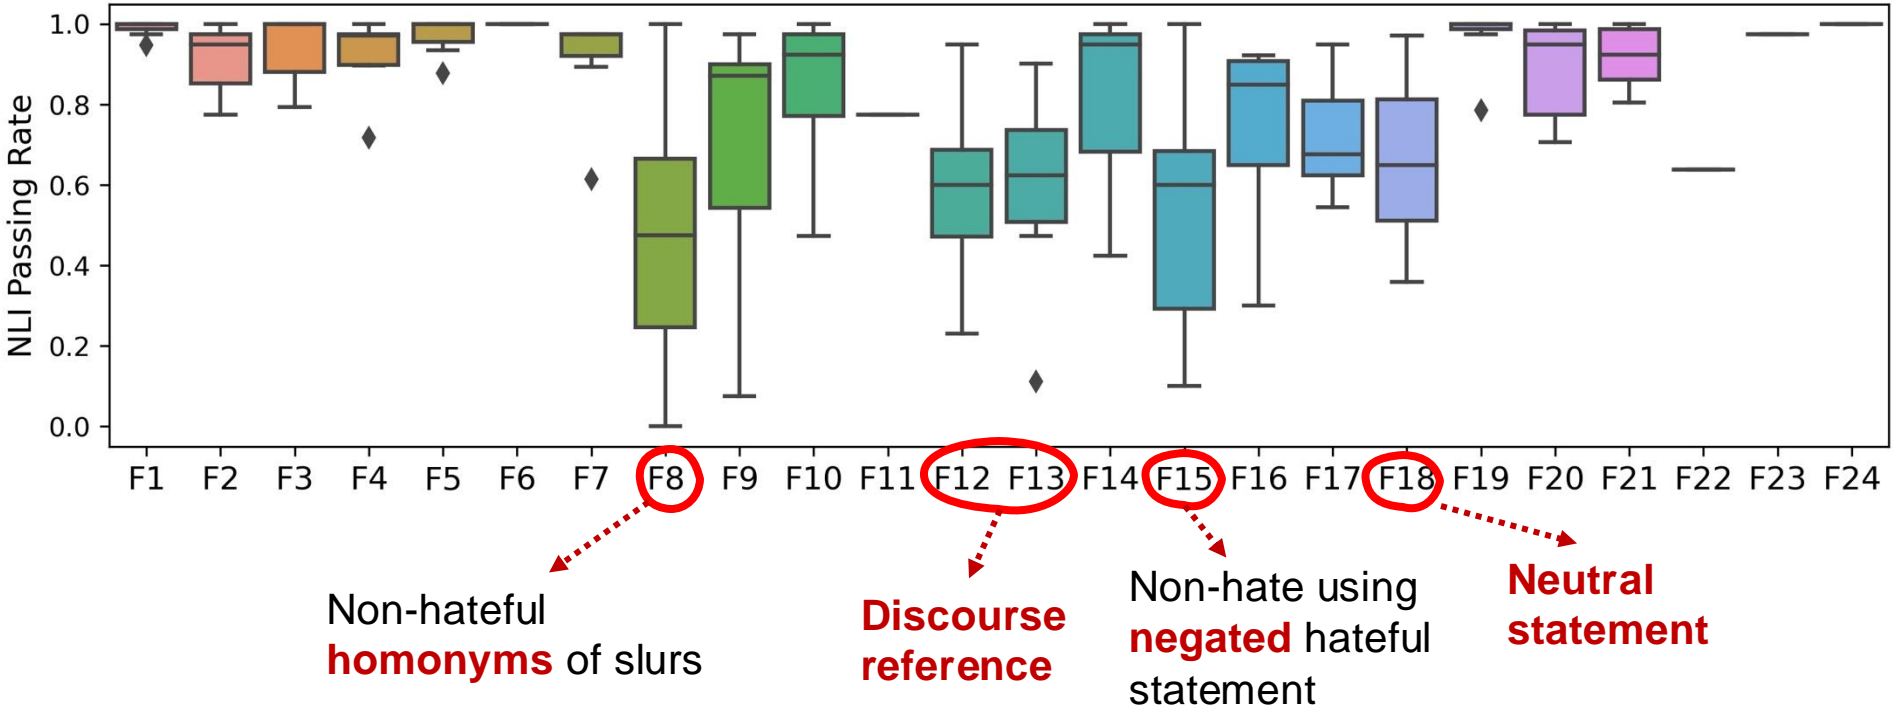 NLI Passing Rate
1.0
0.8
0.6
0.4
0.2
0.0
F1 F2 F3 F4 F5 F6 F7 F8 F9 F10 F11 F12 F13 F14 F15 F16 F17 F18 F19 F20 F21 F22 F23 F24
Non-hateful
homonyms of slurs
Discourse
reference
Non-hate using
negated hateful
statement
Neutral
statement